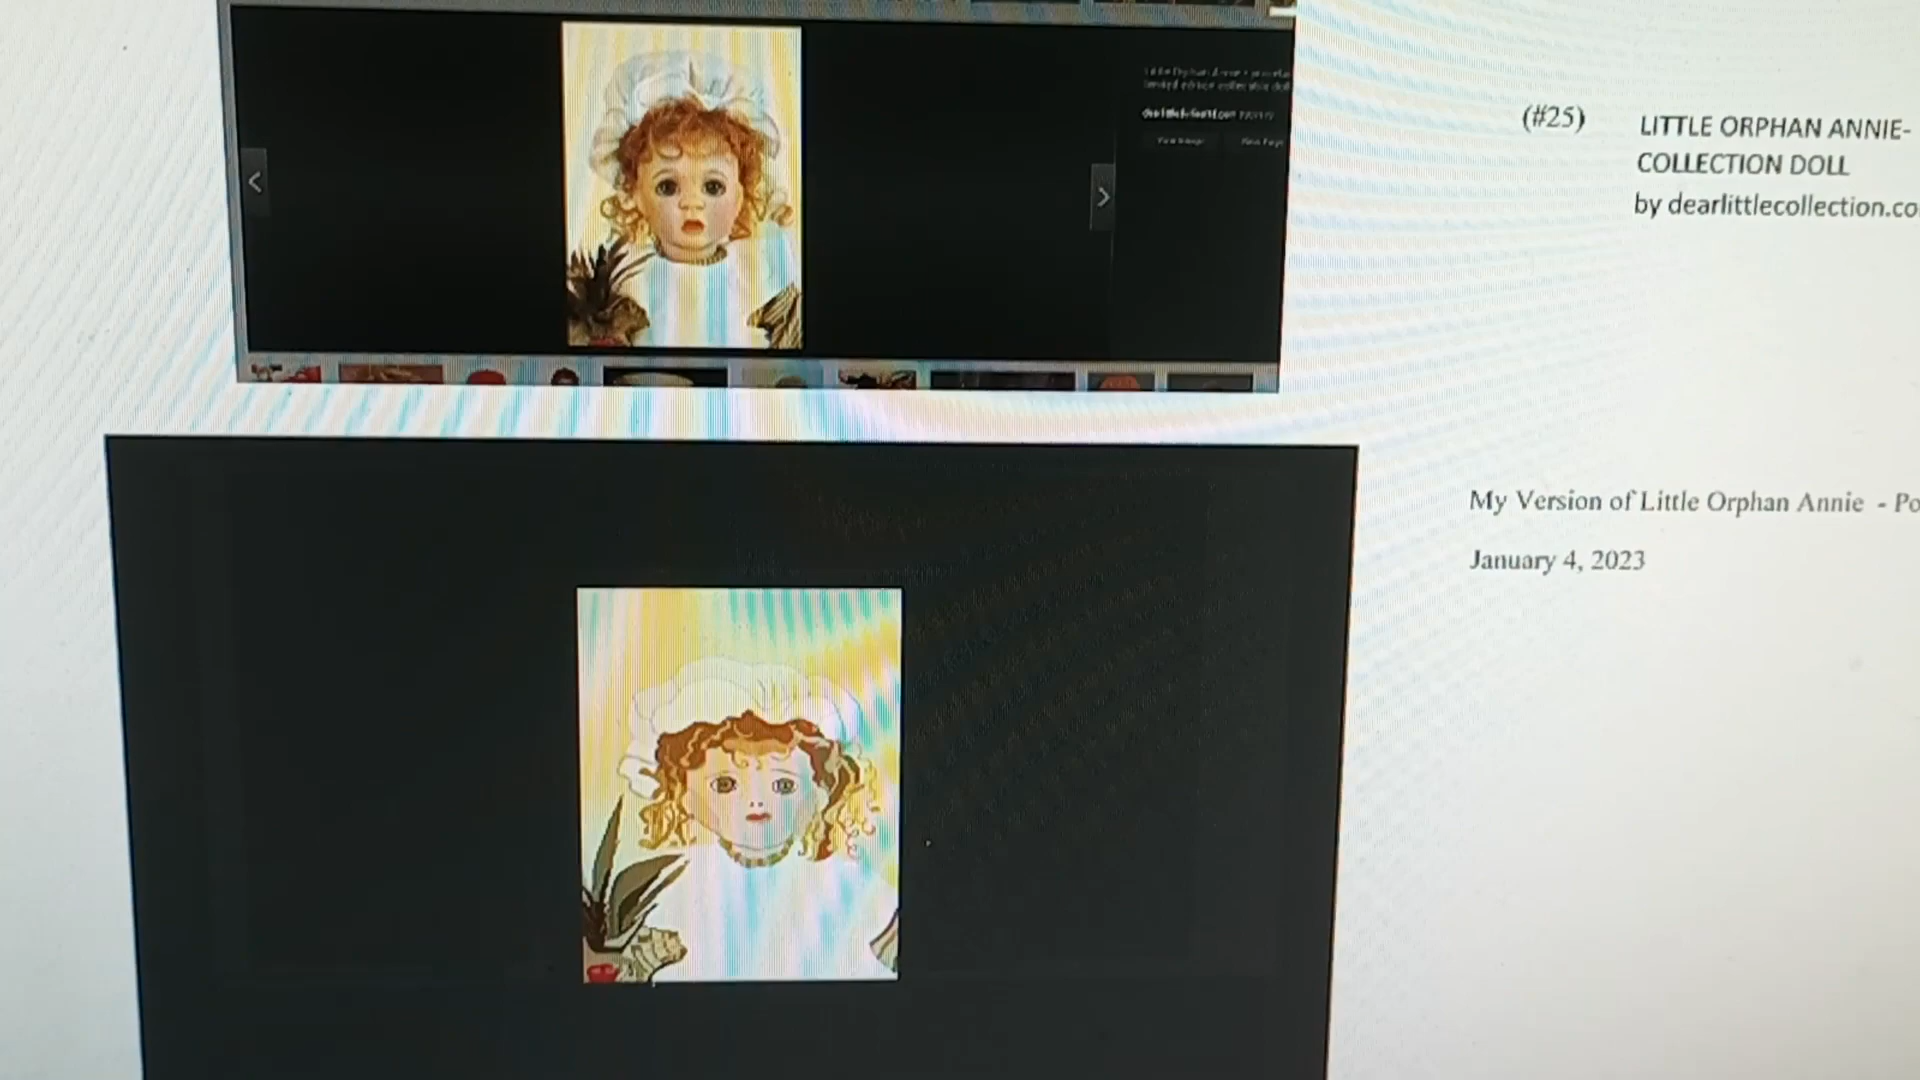 (#25)
LITTLE ORPHAN ANNIE-
COLLECTION DOLL
by dearlittlecollection.co
My Version of Little Orphan Annie - Po
January 4, 2023